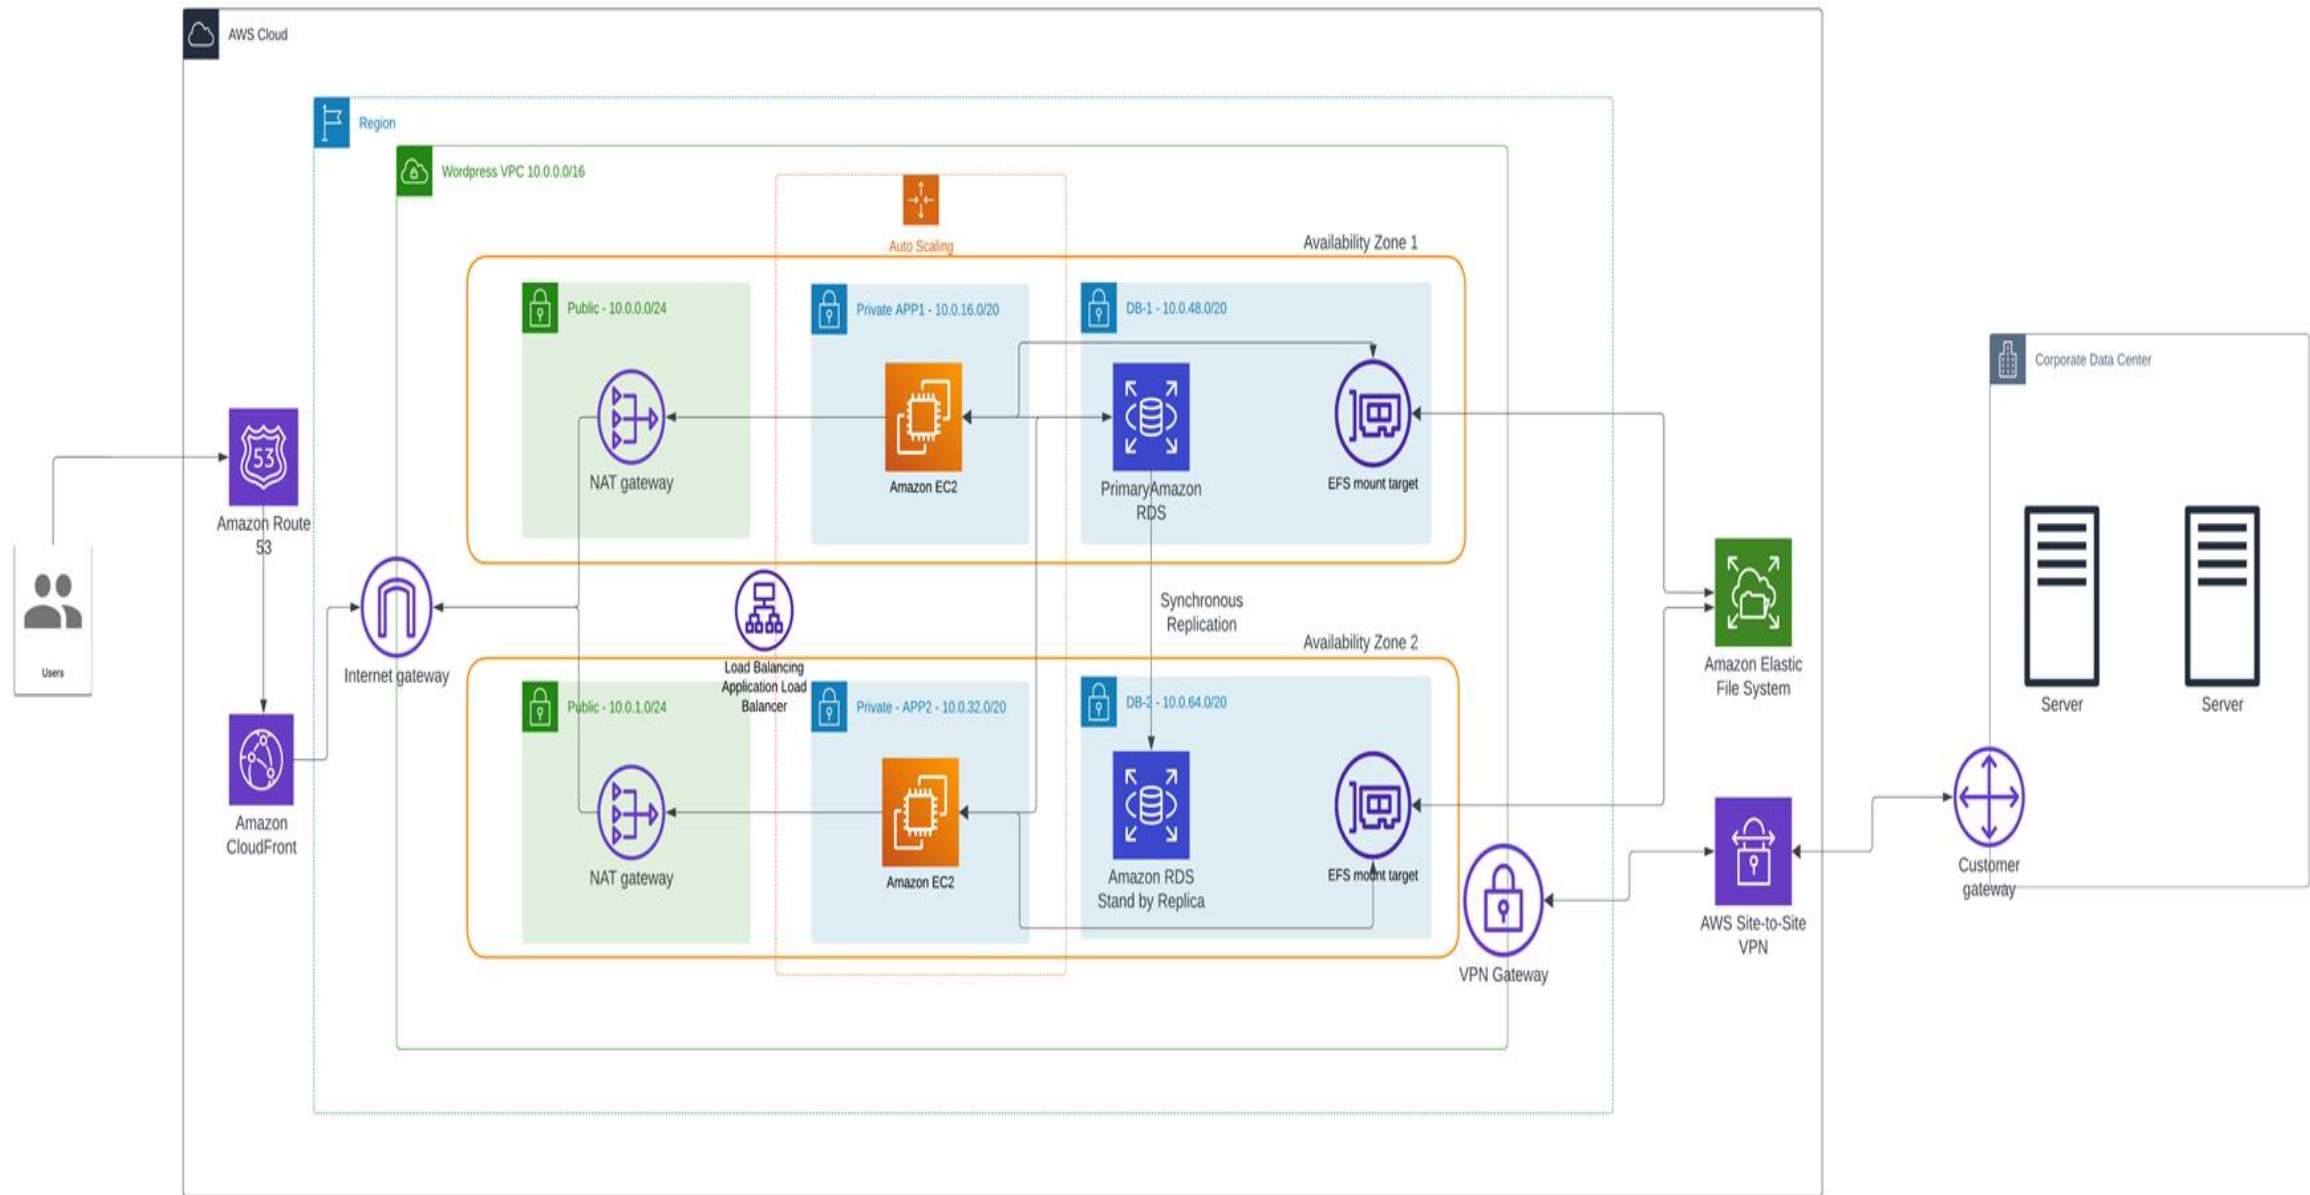 AWS Cloud
Region
Wordpress VPC 10.0.0.0/16
Auto Scaling
Availability Zone 1
Public - 10.0.0.0/24
Private APP1 - 10.0.16.0/20
DB-1 - 10.0.48.0/20
NAT gateway
Amazon EC2
PrimaryAmazon
RDS
EFS mount target
Corporate Data Center
53
Amazon Route
53
Users
Internet gateway
Load Balancing
Application Load
Balancer
Synchronous
Replication
Availability Zone 2
Amazon Elastic
File System
Server
Server
Public - 10.0.1.0/24
Private - APP2 - 10.0.32.0/20
DB-2 - 10.0.64.0/20
Amazon
CloudFront
NAT gateway
Amazon EC2
Amazon RDS
Stand by Replica
EFS mount target
VPN Gateway
AWS Site-to-Site
VPN
Customer
gateway